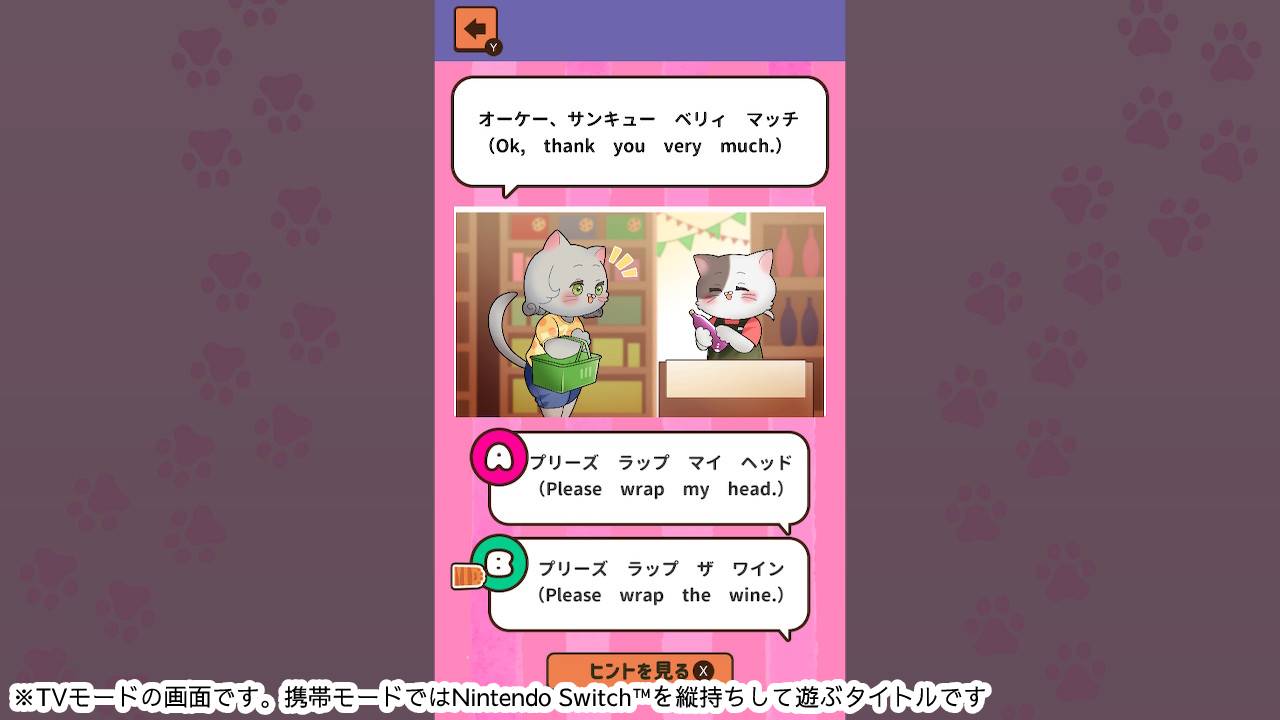 Y
オーケー、サンキュー　ベリィ　マッチ
（Ok,　thank　you　very　much.）
A
プリーズ　ラップ　マイ　ヘッド
（Please　wrap　my　head.）
B
プリーズ　ラップ　ザ　ワイン
（Please　wrap　the　wine.）
ヒントを見る X
※TVモードの画面です。携帯モードではNintendo Switch™を縦持ちして遊ぶタイトルです